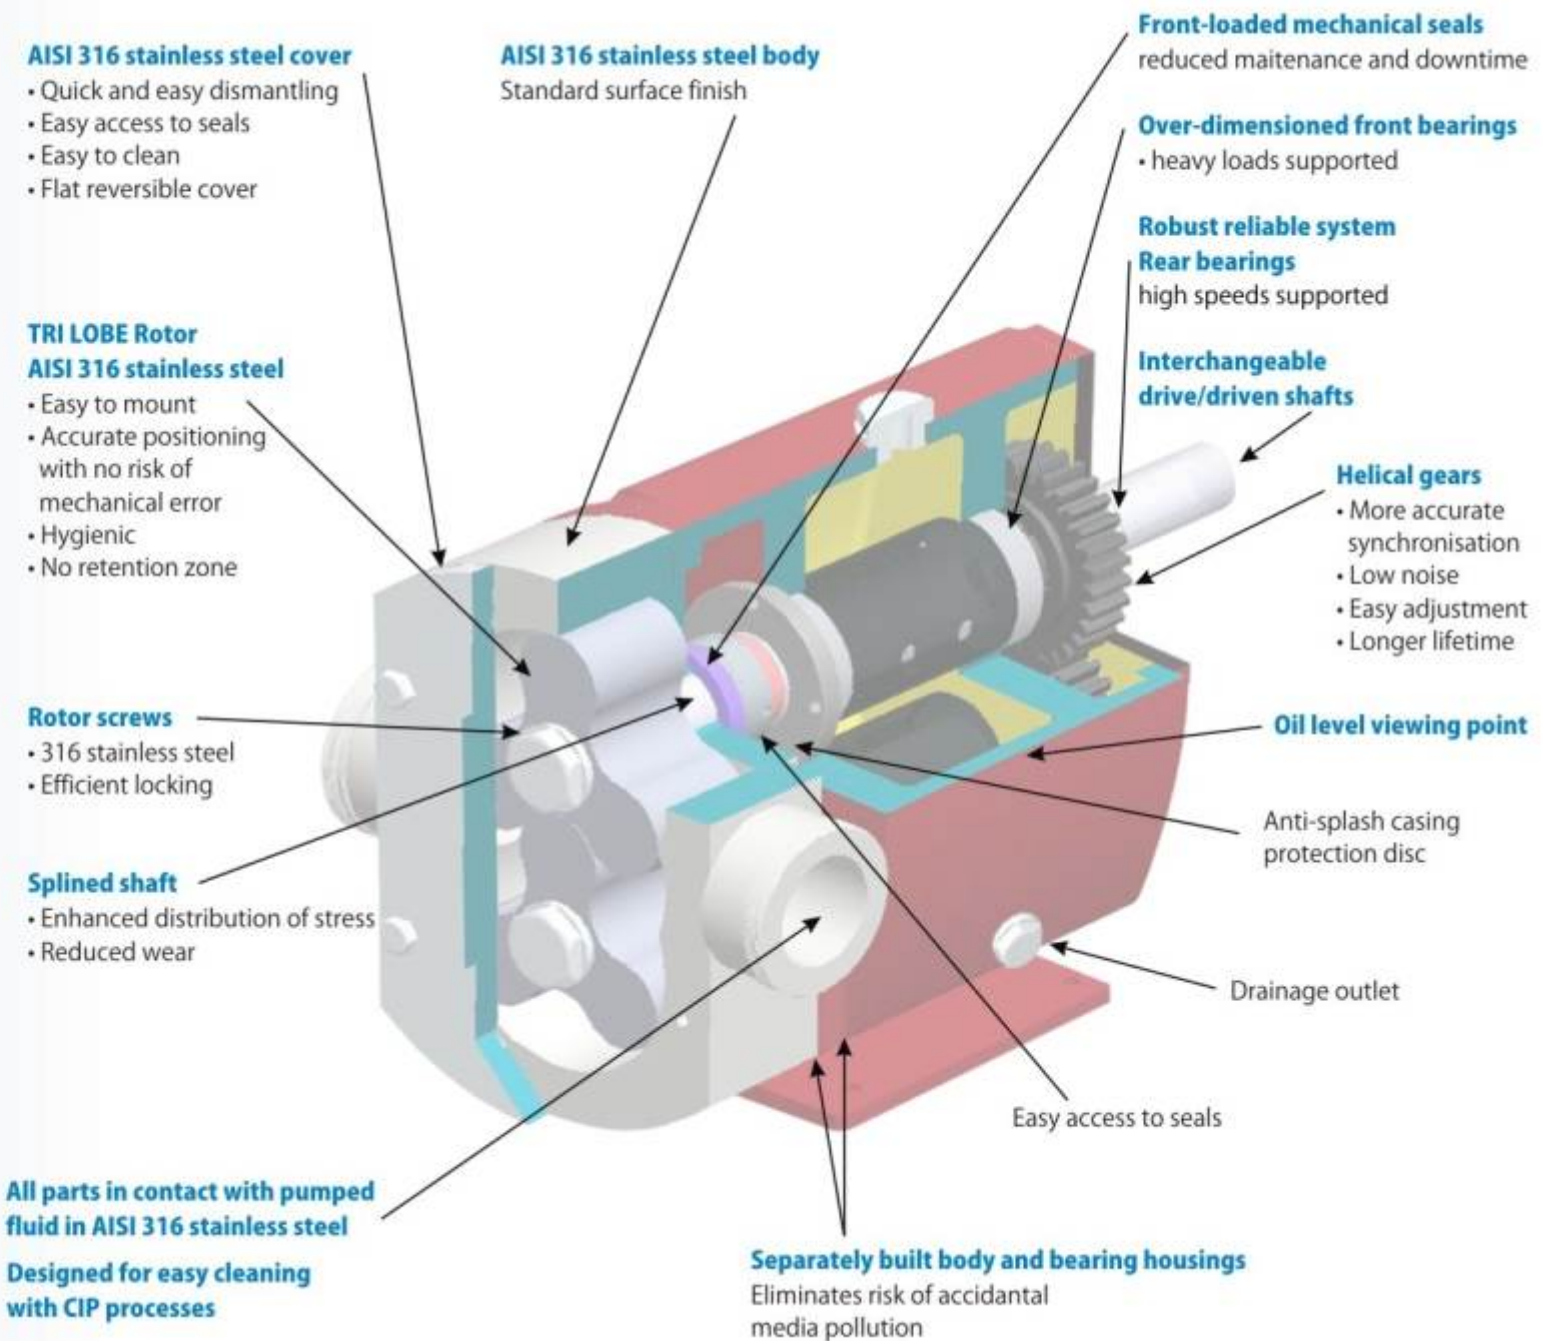 AISI 316 stainless steel cover
• Quick and easy dismantling
• Easy access to seals
• Easy to clean
• Flat reversible cover
AISI 316 stainless steel body
Standard surface finish
Front-loaded mechanical seals
reduced maitenance and downtime
Over-dimensioned front bearings
• heavy loads supported
Robust reliable system
Rear bearings
high speeds supported
Interchangeable
drive/driven shafts
TRI LOBE Rotor
AISI 316 stainless steel
• Easy to mount
• Accurate positioning
with no risk of
mechanical error
• Hygienic
• No retention zone
Helical gears
• More accurate
synchronisation
• Low noise
• Easy adjustment
• Longer lifetime
Rotor screws
• 316 stainless steel
• Efficient locking
Oil level viewing point
Anti-splash casing
protection disc
Splined shaft
• Enhanced distribution of stress
• Reduced wear
Drainage outlet
Easy access to seals
All parts in contact with pumped
fluid in AISI 316 stainless steel
Designed for easy cleaning
with CIP processes
Separately built body and bearing housings
Eliminates risk of accidantal
media pollution